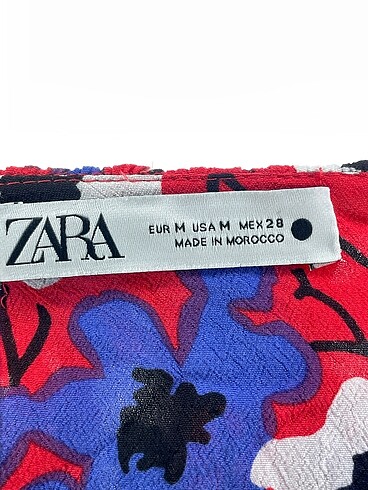 ZARA
EUR M USA M MEX 28
MADE IN MOROCCO